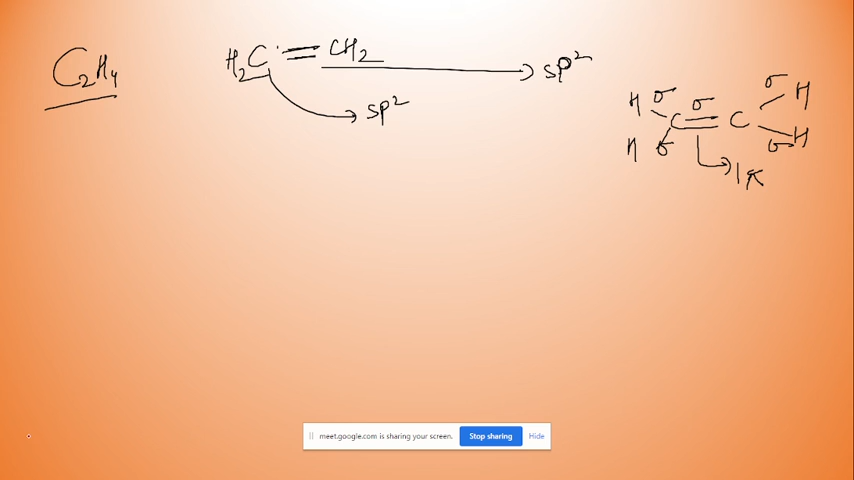 C₂H₄
H₂C = CH₂ → sp²
→ sp²
H σ σ σ H
C = C
H σ σ H
→ 1π
meet.google.com is sharing your screen. Stop sharing Hide